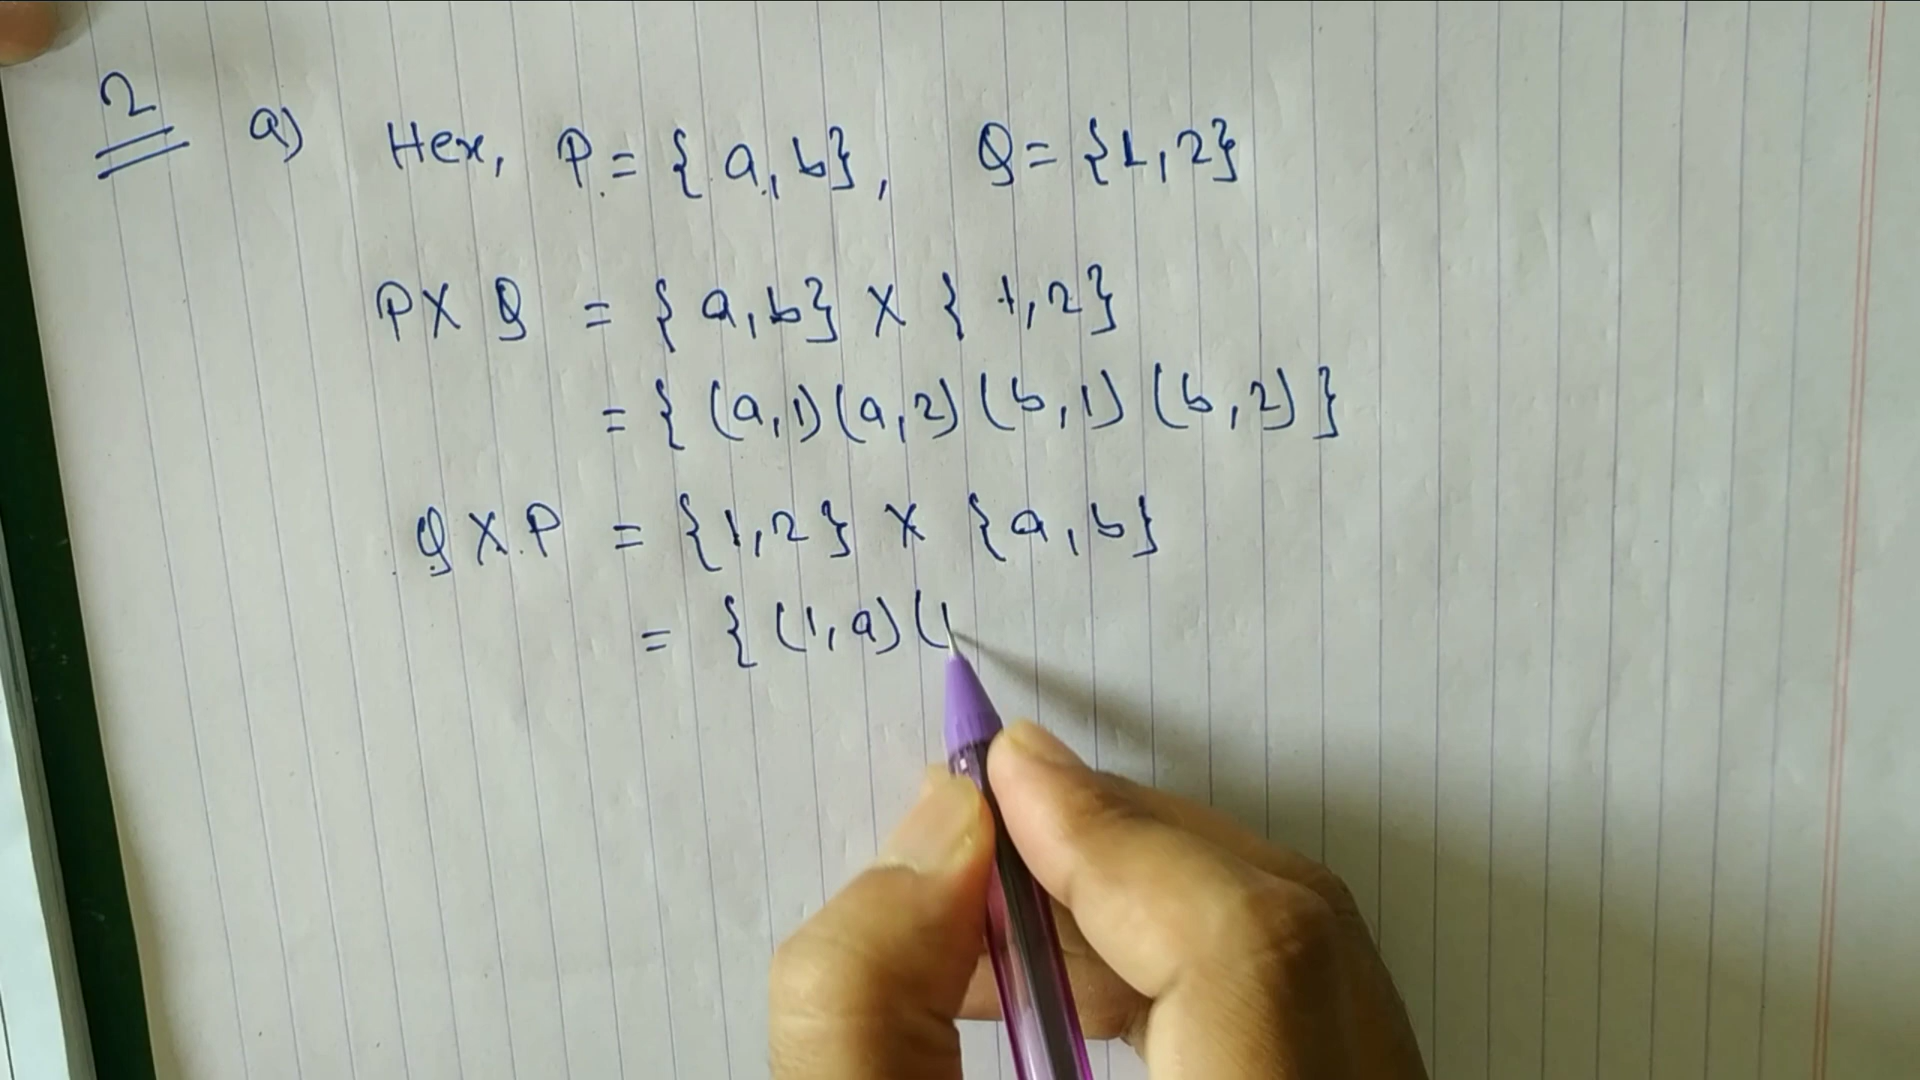 2 a) Here, P = { a, b}, Q = {1, 2}
P X Q = { a, b} X { 1, 2}
= { (a, 1) (a, 2) (b, 1) (b, 2) }
Q X P = {1, 2} X {a, b}
= { (1, a) (1